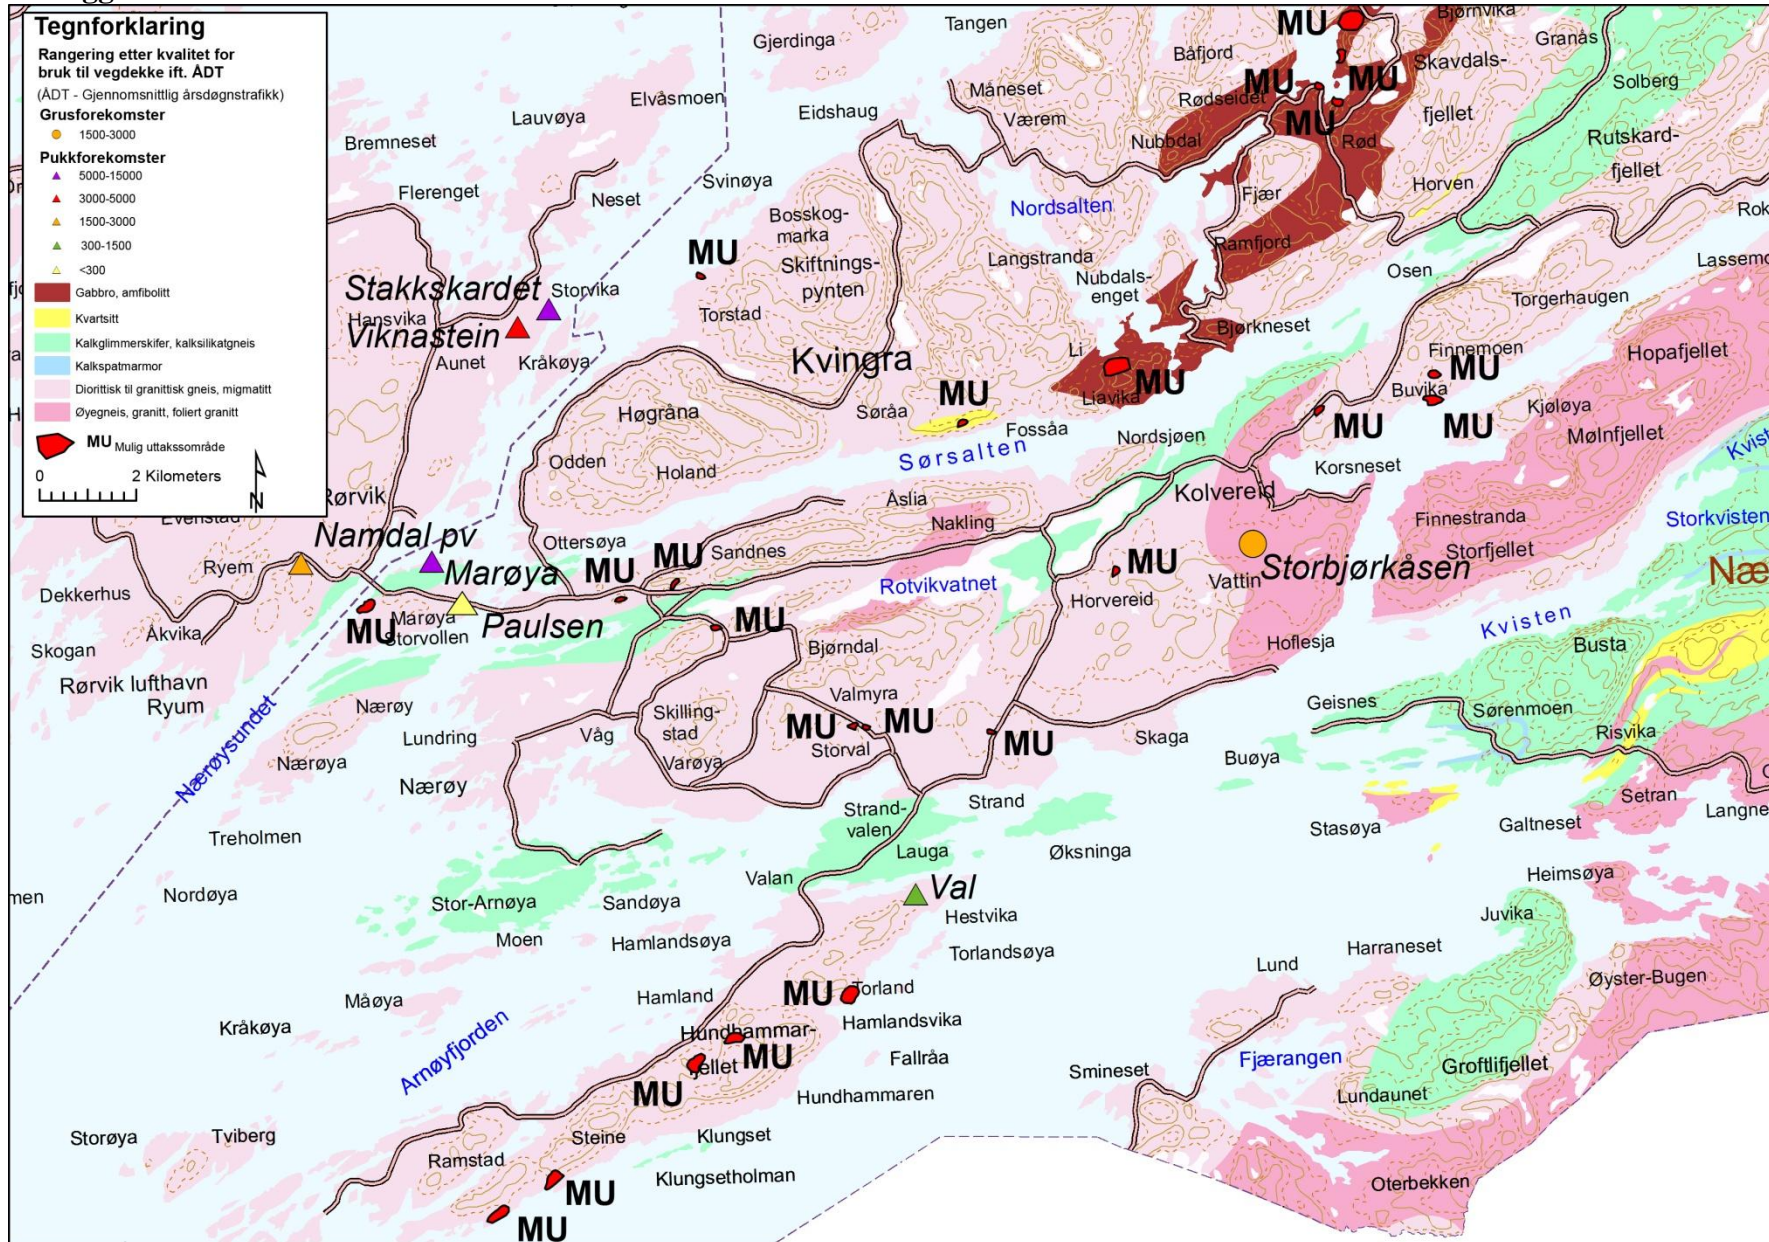 Tegnforklaring
Rangering etter kvalitet for
bruk til vegdekke ift. ÅDT
(ÅDT - Gjennomsnittlig årsdøgnstrafikk)
Grusforekomster
1500-3000
Pukkforekomster
5000-15000
3000-5000
1500-3000
300-1500
<300
Gabbro, amfibolitt
Kvartsitt
Kalkglimmerskifer, kalksilikatgneis
Kalkspatmarmor
Diorittisk til granittisk gneis, migmatitt
Øyegneis, granitt, foliert granitt
MU Mulig uttakssområde
0 2 Kilometers
N
Gjerdinga
Tangen
MU
Bjørnvika
Granås
Båfjord
Skavdals-
fjellet
Solberg
Elvåsmoen
Måneset
Rødseidet
MU
MU
Lauvøya
Eidshaug
Værem
MU
Bremneset
Nubbdal
Rød
Rutskard-
fjellet
Flerenget
Neset
Svinøya
Fjær
Horven
Bosskog-
marka
Nordsalten
MU
Skiftnings-
pynten
Langstranda
Ramfjord
Lassemo
Nubdals-
enget
Osen
Stakkskardet
Storvika
Torgerhaugen
Hansvika
Torstad
Viknastein
Bjørkneset
Aunet
Kråkøya
Kvingra
Li
Finnemoen
Hopafjellet
MU
MU
MU
Liavika
Buvika
Høgråna
Søråa
Fossåa
Nordsjøen
MU
MU
Kjøløya
Mølnfjellet
Odden
Holand
Sørsalten
Korsneset
Rørvik
Åslia
Kolvereid
Evenstad
Nakling
Finnestranda
Storkvisten
Namdal pv
Ottersøya
Sandnes
Storfjellet
Ryem
Marøya
MU
MU
Rotvikvatnet
MU
Vattin
Storbjørkåsen
Næ
Dekkerhus
Horvereid
Marøya
Paulsen
Kvisten
Åkvika
MU
Storvollen
Skogan
Bjørndal
Hoflesja
Busta
Rørvik lufthavn
Ryum
Valmyra
Geisnes
Nærøy
Skilling-
stad
Sørenmoen
Lundring
Våg
MU
MU
MU
Skaga
Risvika
Storval
Nærøysundet
Nærøya
Varøya
Buøya
Nærøy
Setran
Strand-
valen
Strand
Langne
Treholmen
Stasøya
Galtneset
Lauga
Øksninga
Valan
Heimsøya
Nordøya
Val
men
Stor-Arnøya
Sandøya
Hestvika
Juvika
Moen
Hamlandsøya
Torlandsøya
Harraneset
Lund
Øyster-Bugen
Måøya
Hamland
MU
Torland
Kråkøya
Hundhammar-
fjellet
Hamlandsvika
Arnøyfjorden
MU
Fallråa
Fjærangen
Groftlifjellet
Smineset
MU
Hundhammaren
Lundaunet
Storøya
Tviberg
Steine
Klungset
Ramstad
Klungsetholman
Oterbekken
MU
MU